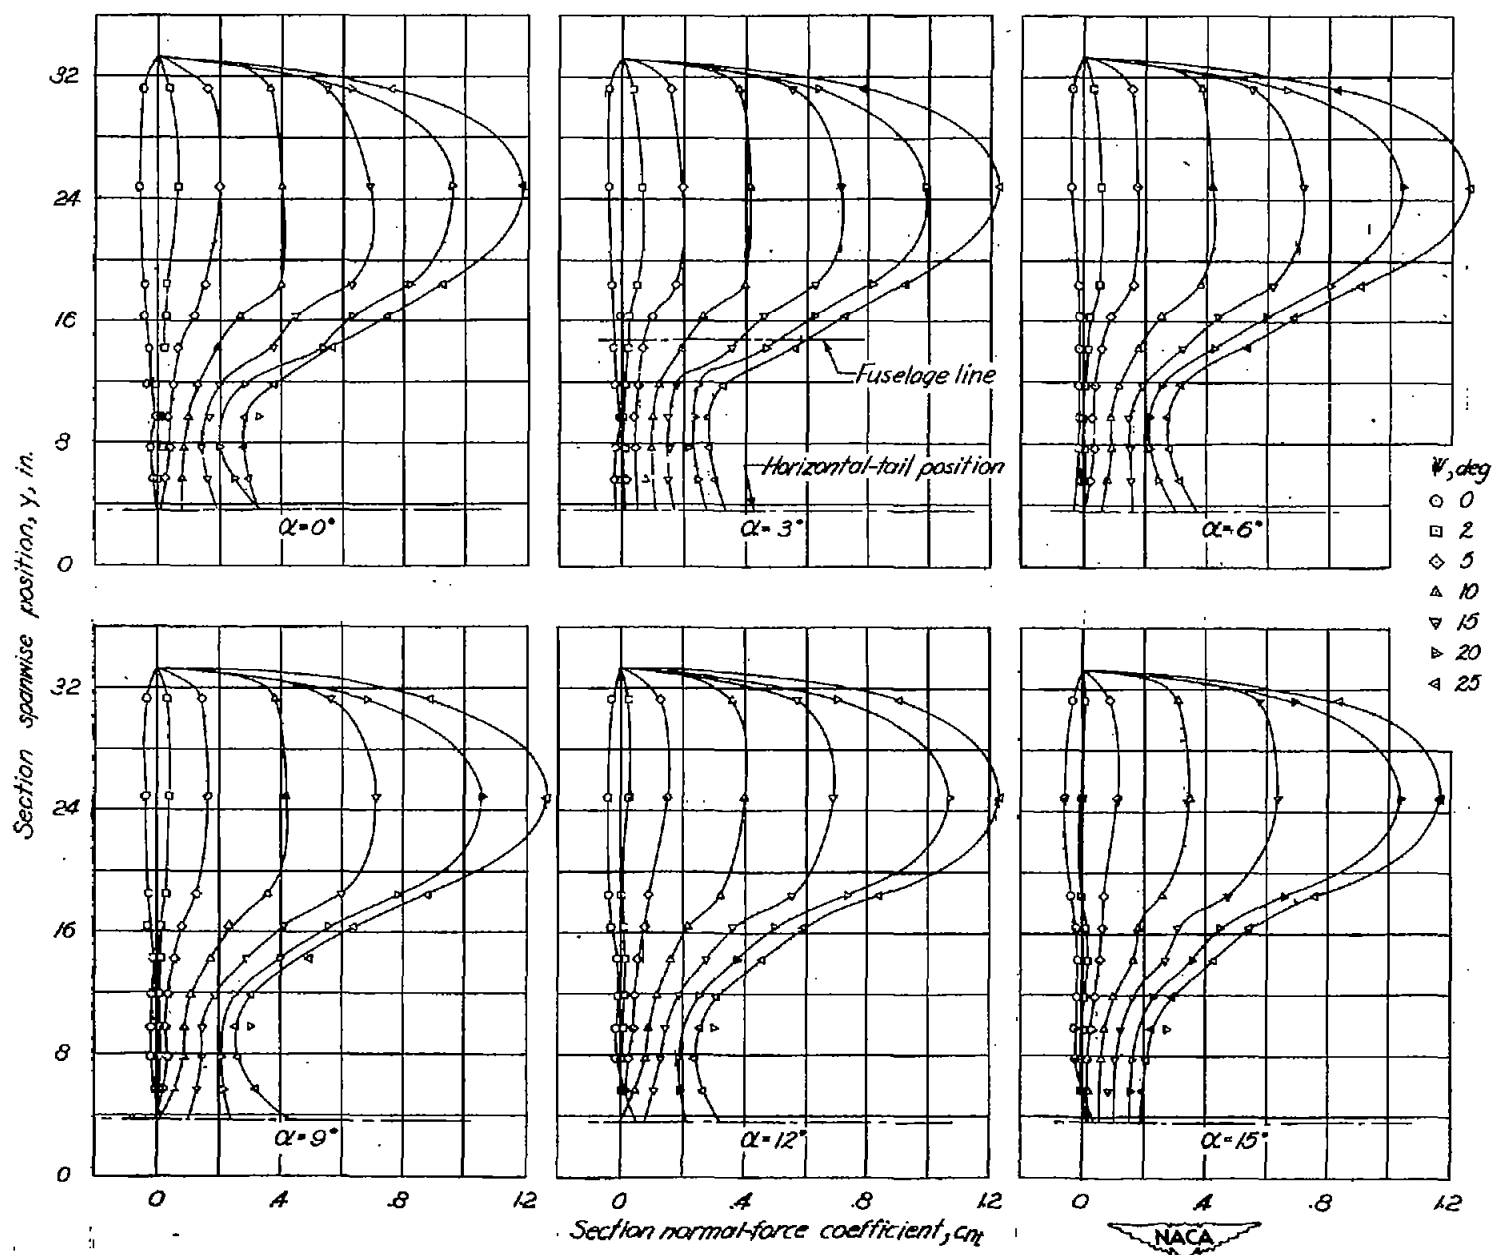 32
24
16
8
0
Section spanwise position, y, in.
α=0°
Fuselage line
Horizontal-tail position
α=3°
α=6°
Ψ, deg
0
2
5
10
15
20
25
32
24
16
8
0
α=9°
α=12°
α=15°
0 .4 .8 1.2 0 .4 .8 1.2 0 .4 .8 1.2
Section normal-force coefficient, cnt
NACA